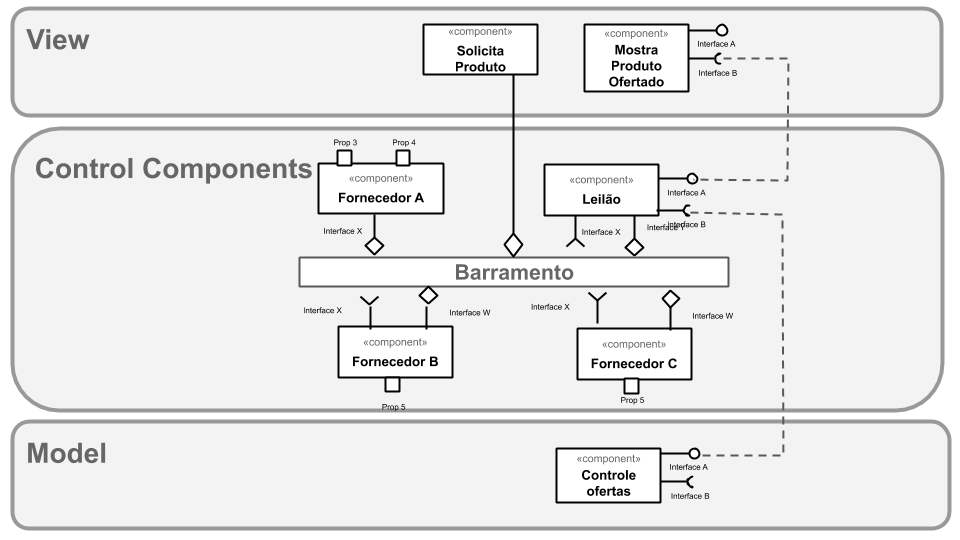 View
«component»
Solicita
Produto
«component»
Mostra
Produto
Ofertado
Interface A
Interface B
Control Components
Prop 3
Prop 4
«component»
Fornecedor A
Interface X
«component»
Leilão
Interface A
Interface B
Interface X
Interface Y
Barramento
Interface X
Interface W
«component»
Fornecedor B
Prop 5
Interface X
Interface W
«component»
Fornecedor C
Prop 5
Model
«component»
Controle
ofertas
Interface A
Interface B